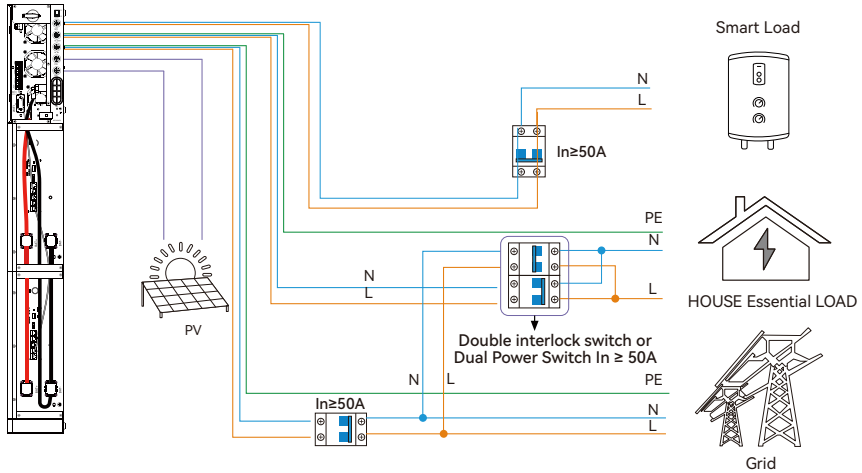 Smart Load
N
L
In≥50A
PE
N
N
L
L
HOUSE Essential LOAD
PV
Double interlock switch or
Dual Power Switch In ≥ 50A
N
L
PE
In≥50A
N
L
Grid